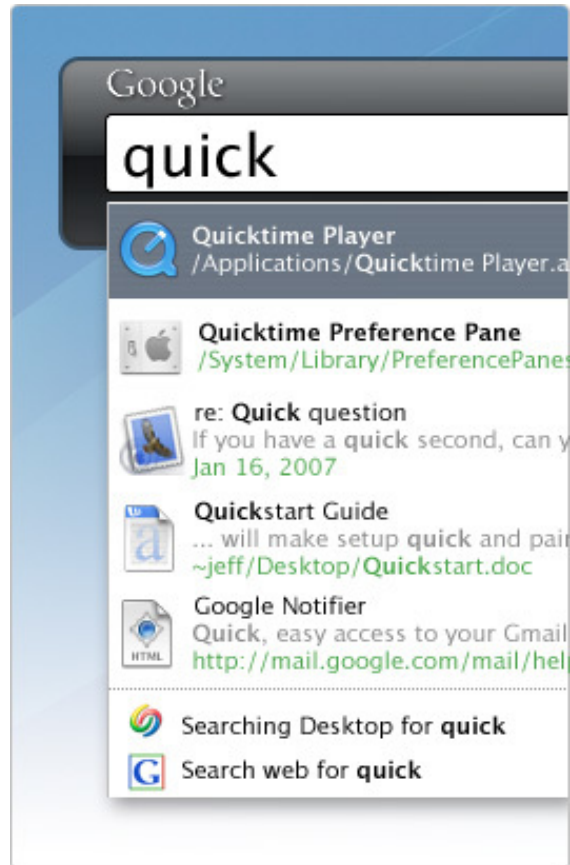 Google
quick
Quicktime Player
/Applications/Quicktime Player.a
Quicktime Preference Pane
/System/Library/PreferencePanes
re: Quick question
If you have a quick second, can y
Jan 16, 2007
Quickstart Guide
... will make setup quick and pain
~jeff/Desktop/Quickstart.doc
Google Notifier
Quick, easy access to your Gmail
HTML
http://mail.google.com/mail/help
Searching Desktop for quick
G Search web for quick